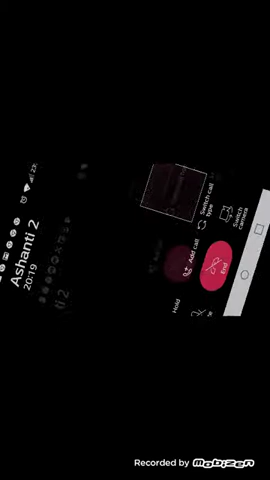 Ashanti 2
20:19
Switch call
type
Switch
camera
Add call
End
Hold
Recorded by Mobizen